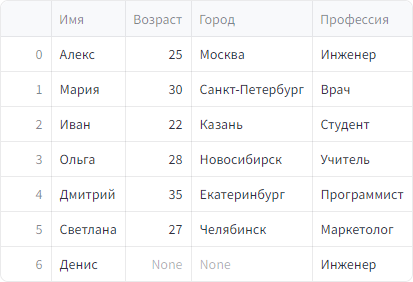 Имя Возраст Город Профессия
0 Алекс 25 Москва Инженер
1 Мария 30 Санкт-Петербург Врач
2 Иван 22 Казань Студент
3 Ольга 28 Новосибирск Учитель
4 Дмитрий 35 Екатеринбург Программист
5 Светлана 27 Челябинск Маркетолог
6 Денис None None Инженер